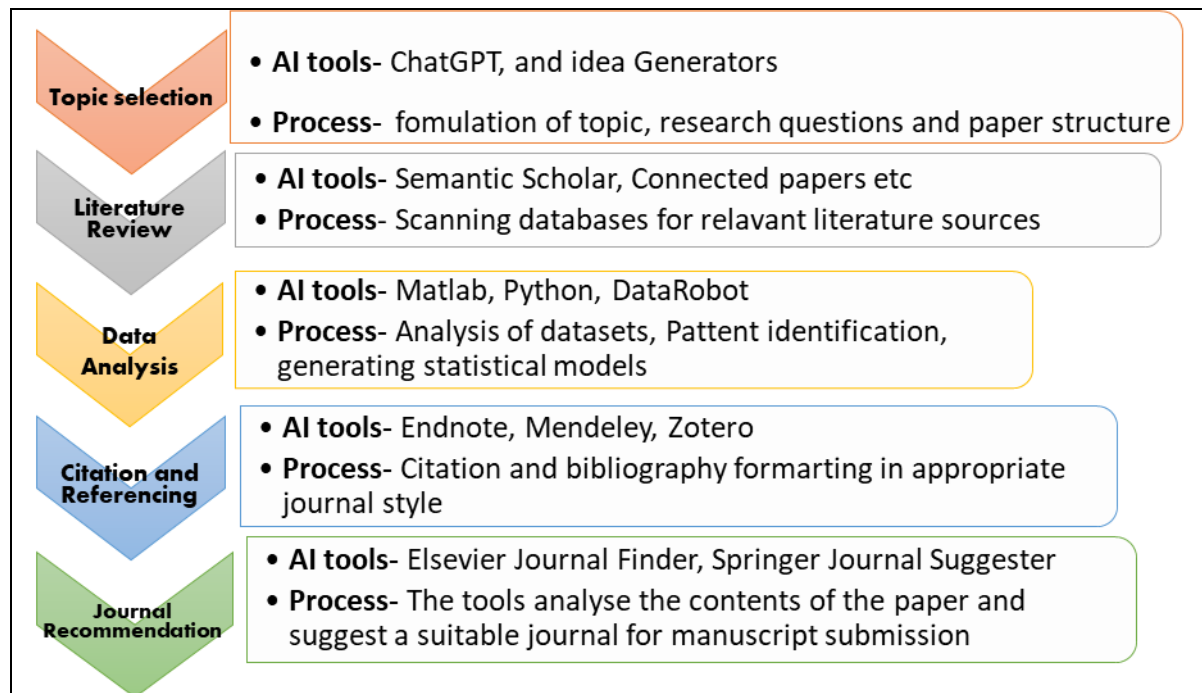 Topic selection
• AI tools- ChatGPT, and idea Generators
• Process- fomulation of topic, research questions and paper structure
Literature
Review
• AI tools- Semantic Scholar, Connected papers etc
• Process- Scanning databases for relavant literature sources
Data
Analysis
• AI tools- Matlab, Python, DataRobot
• Process- Analysis of datasets, Pattent identification,
generating statistical models
Citation and
Referencing
• AI tools- Endnote, Mendeley, Zotero
• Process- Citation and bibliography formarting in appropriate
journal style
Journal
Recommendation
• AI tools- Elsevier Journal Finder, Springer Journal Suggester
• Process- The tools analyse the contents of the paper and
suggest a suitable journal for manuscript submission